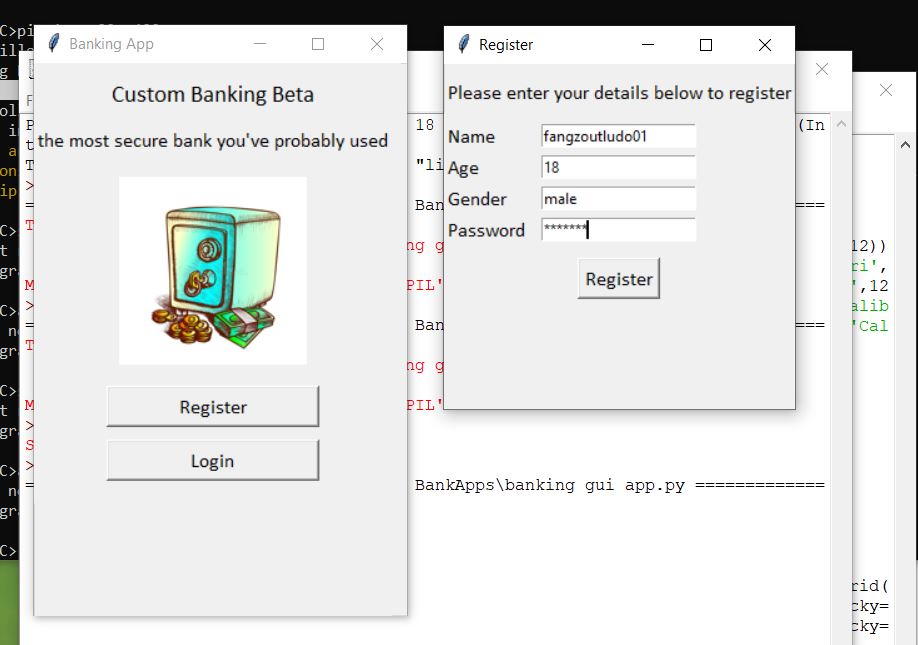 Banking App
Custom Banking Beta
the most secure bank you've probably used
Register
Login
Register
Please enter your details below to register
Name
fangzoutludo01
Age
18
Gender
male
Password
*******
Register
C>pi
18
(In
"li
Ban
===
ng g
PIL'
Ban
===
ng g
PIL'
BankApps\banking gui app.py =============
12))
ri',
',12
alib
'Cal
rid(
cky=
cky=